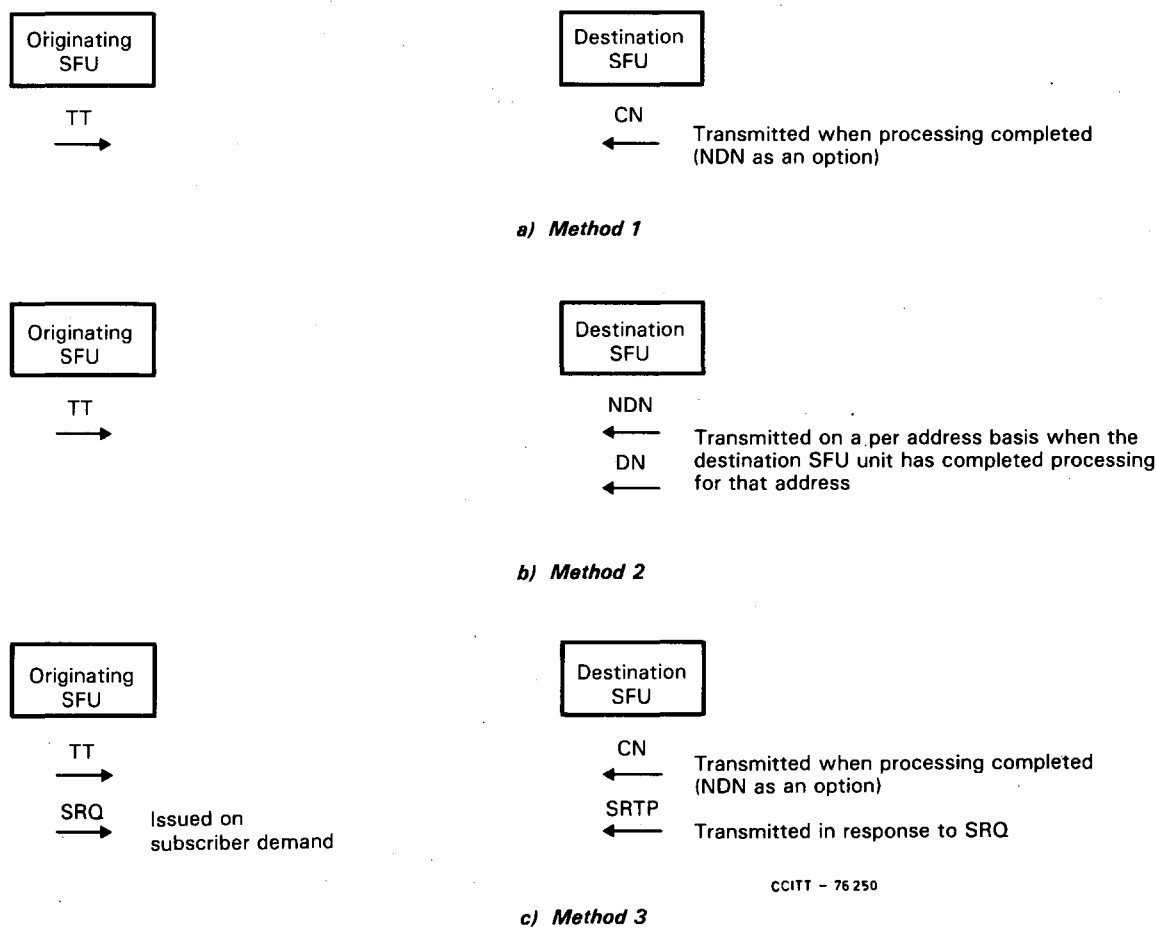 Originating
SFU
Destination
SFU
TT
CN
Transmitted when processing completed
(NDN as an option)
a) Method 1
Originating
SFU
Destination
SFU
TT
NDN
DN
Transmitted on a per address basis when the
destination SFU unit has completed processing
for that address
b) Method 2
Originating
SFU
Destination
SFU
TT
CN
Transmitted when processing completed
(NDN as an option)
SRQ
Issued on
subscriber demand
SRTP
Transmitted in response to SRQ
CCITT – 76 250
c) Method 3